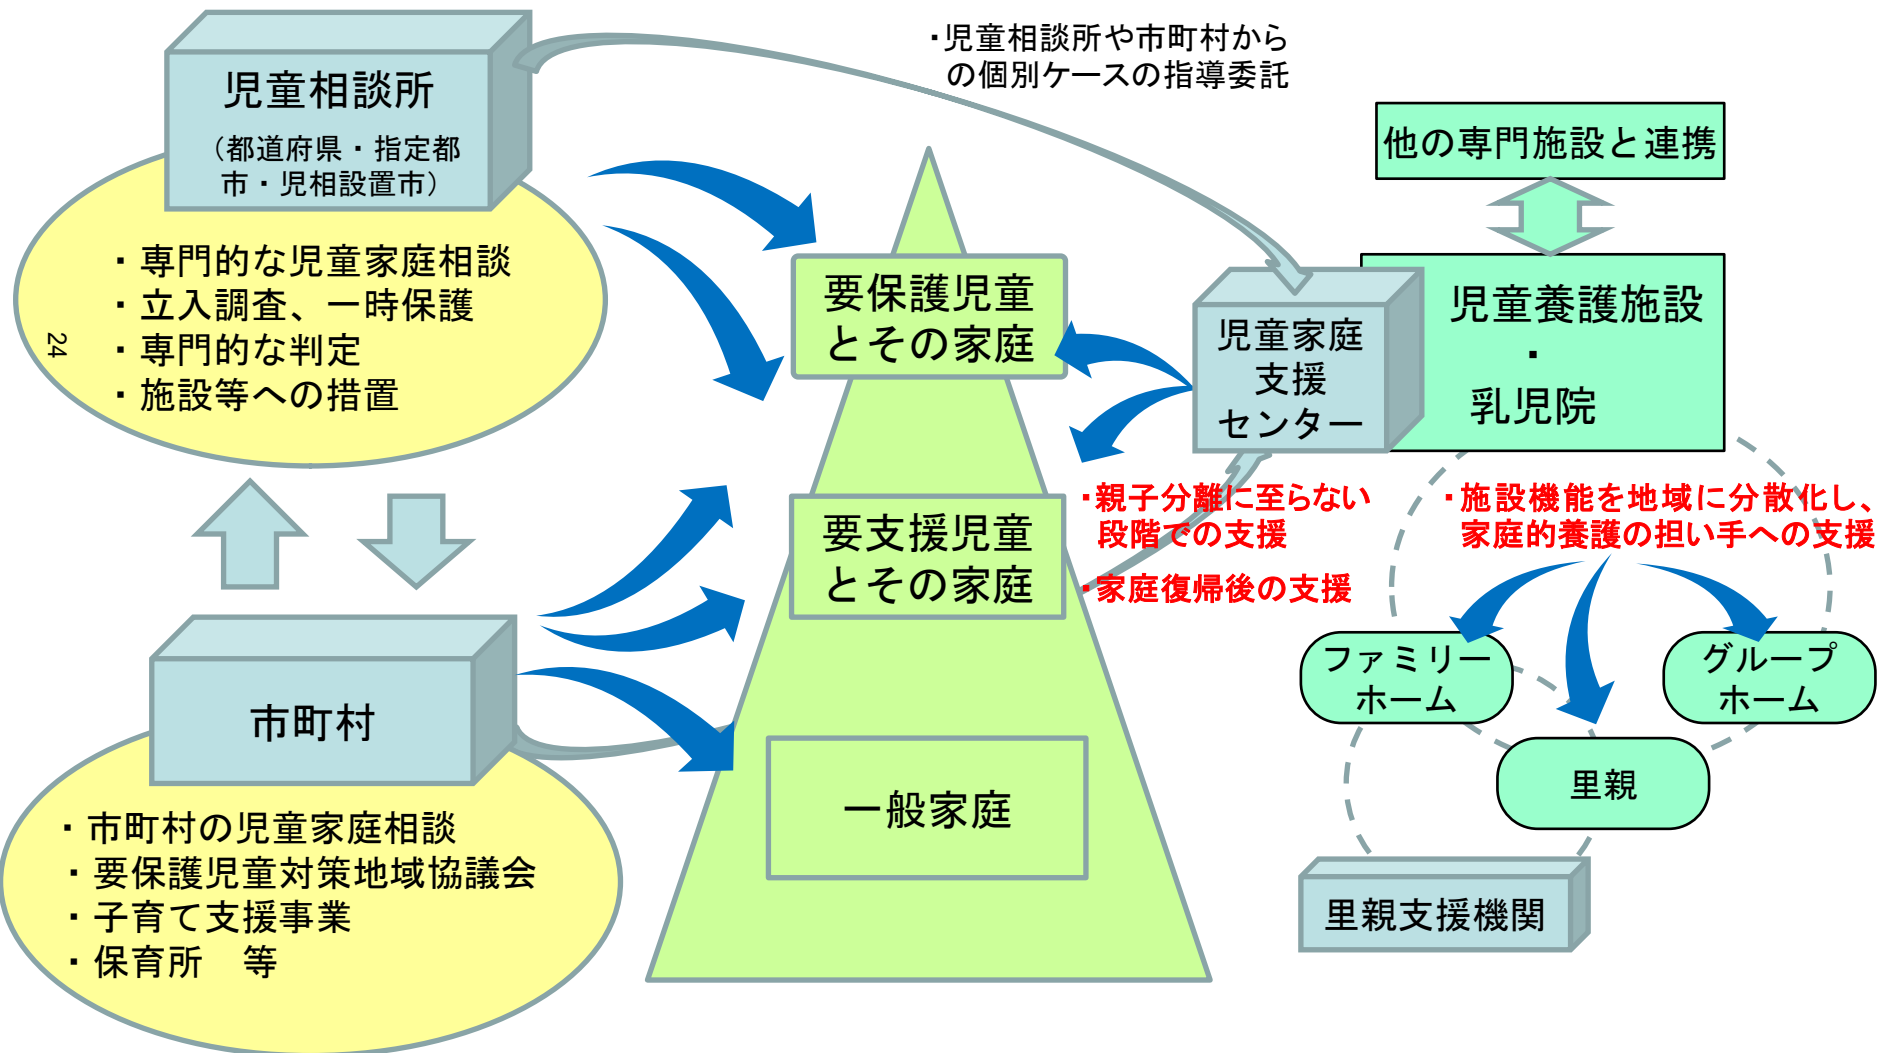 ・児童相談所や市町村から
の個別ケースの指導委託
児童相談所
（都道府県・指定都
市・児相設置市）
・専門的な児童家庭相談
・立入調査、一時保護
・専門的な判定
・施設等への措置
24
市町村
・市町村の児童家庭相談
・要保護児童対策地域協議会
・子育て支援事業
・保育所　等
要保護児童
とその家庭
要支援児童
とその家庭
一般家庭
児童家庭
支援
センター
・親子分離に至らない
段階での支援
・家庭復帰後の支援
他の専門施設と連携
児童養護施設
・
乳児院
・施設機能を地域に分散化し、
家庭的養護の担い手への支援
ファミリー
ホーム
グループ
ホーム
里親
里親支援機関